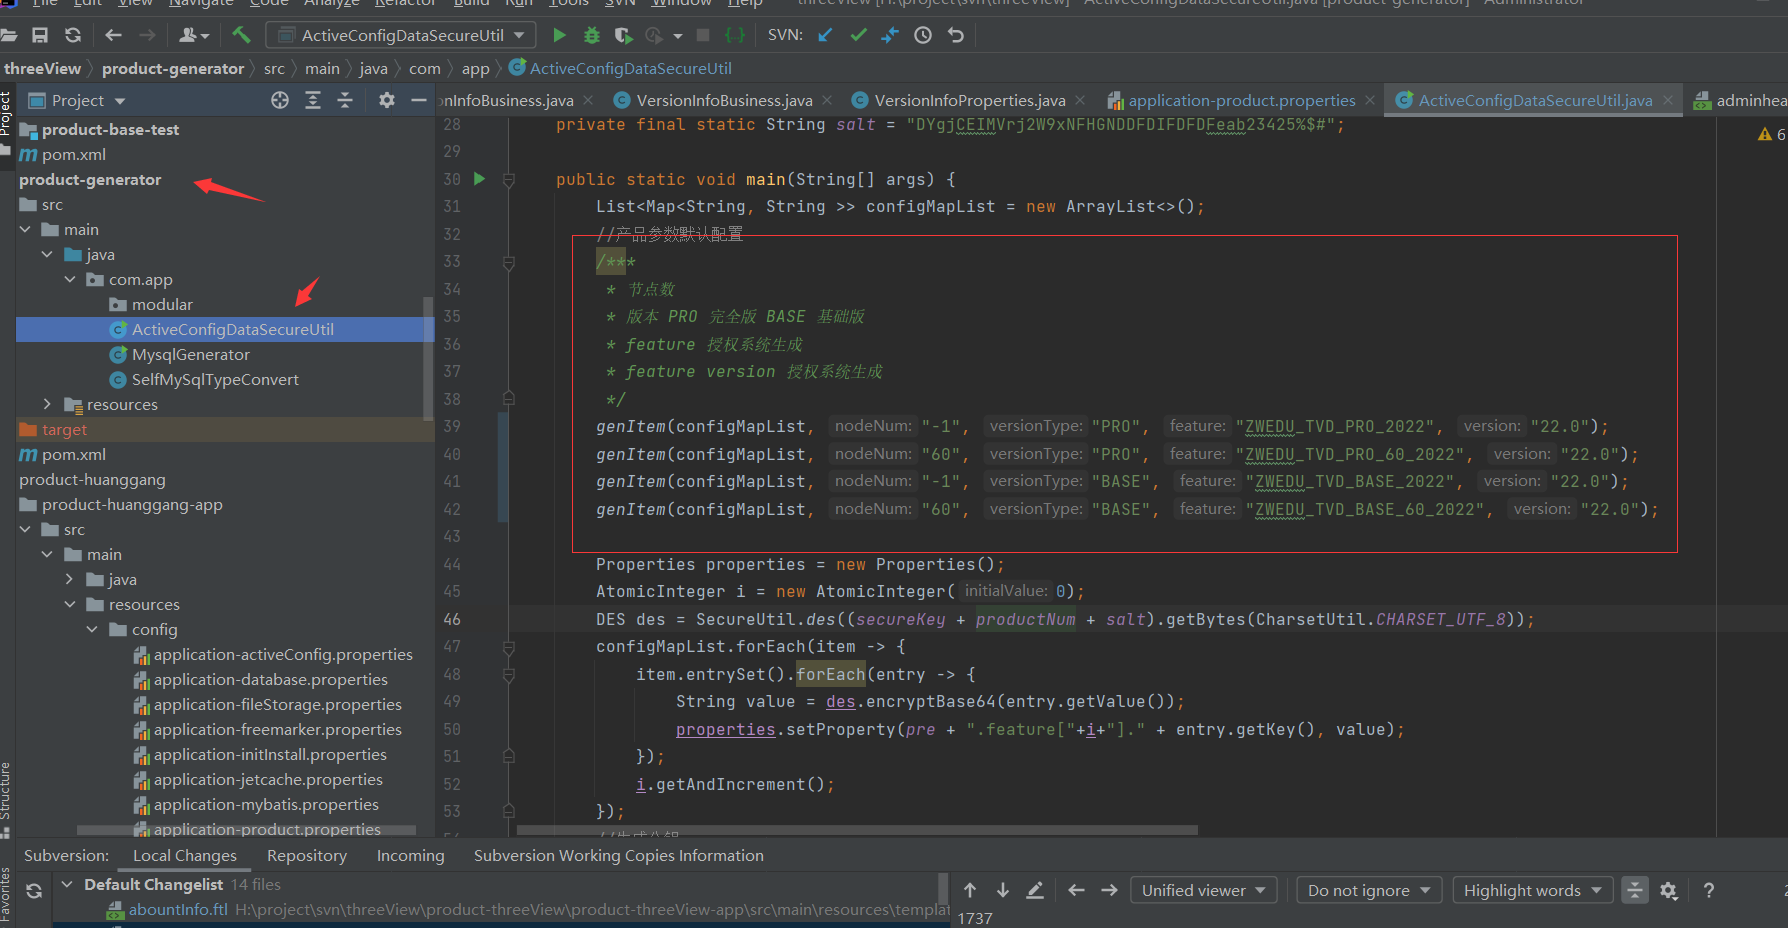 File Edit View Navigate Code Analyze Refactor Build Run Tools SVN Window Help threeView [H:\project\svn\threeView] - ActiveConfigDataSecureUtil.java [product-generator] - Administrator
ActiveConfigDataSecureUtil SVN:
threeView product-generator src main java com app ActiveConfigDataSecureUtil
Project
Project
onInfoBusiness.java VersionInfoBusiness.java VersionInfoProperties.java application-product.properties ActiveConfigDataSecureUtil.java adminhea
product-base-test
pom.xml
product-generator
src
main
java
com.app
modular
ActiveConfigDataSecureUtil
MysqlGenerator
SelfMySqlTypeConvert
resources
target
pom.xml
product-huanggang
product-huanggang-app
src
main
java
resources
config
application-activeConfig.properties
application-database.properties
application-fileStorage.properties
application-freemarker.properties
application-initInstall.properties
application-jetcache.properties
application-mybatis.properties
application-product.properties
6
28 private final static String salt = "DYgjCEIMVrj2W9xNFHGNDDFDIFDFDFeab23425%$#";
29
30 public static void main(String[] args) {
31 List<Map<String, String >> configMapList = new ArrayList<>();
32 //产品参数默认配置
33 /***
34 * 节点数
35 * 版本 PRO 完全版 BASE 基础版
36 * feature 授权系统生成
37 * feature version 授权系统生成
38 */
39 genItem(configMapList, nodeNum: "-1", versionType: "PRO", feature: "ZWEDU_TVD_PRO_2022", version: "22.0");
40 genItem(configMapList, nodeNum: "60", versionType: "PRO", feature: "ZWEDU_TVD_PRO_60_2022", version: "22.0");
41 genItem(configMapList, nodeNum: "-1", versionType: "BASE", feature: "ZWEDU_TVD_BASE_2022", version: "22.0");
42 genItem(configMapList, nodeNum: "60", versionType: "BASE", feature: "ZWEDU_TVD_BASE_60_2022", version: "22.0");
43
44 Properties properties = new Properties();
45 AtomicInteger i = new AtomicInteger( initialValue: 0);
46 DES des = SecureUtil.des((secureKey + productNum + salt).getBytes(CharsetUtil.CHARSET_UTF_8));
47 configMapList.forEach(item -> {
48 item.entrySet().forEach(entry -> {
49 String value = des.encryptBase64(entry.getValue());
50 properties.setProperty(pre + ".feature["+i+"]." + entry.getKey(), value);
51 });
52 i.getAndIncrement();
53 });
Structure
Favorites
Subversion: Local Changes Repository Incoming Subversion Working Copies Information
Default Changelist 14 files
abountInfo.ftl H:\project\svn\threeView\product-threeView\product-threeView-app\src\main\resources\templat
Unified viewer Do not ignore Highlight words ?
1737